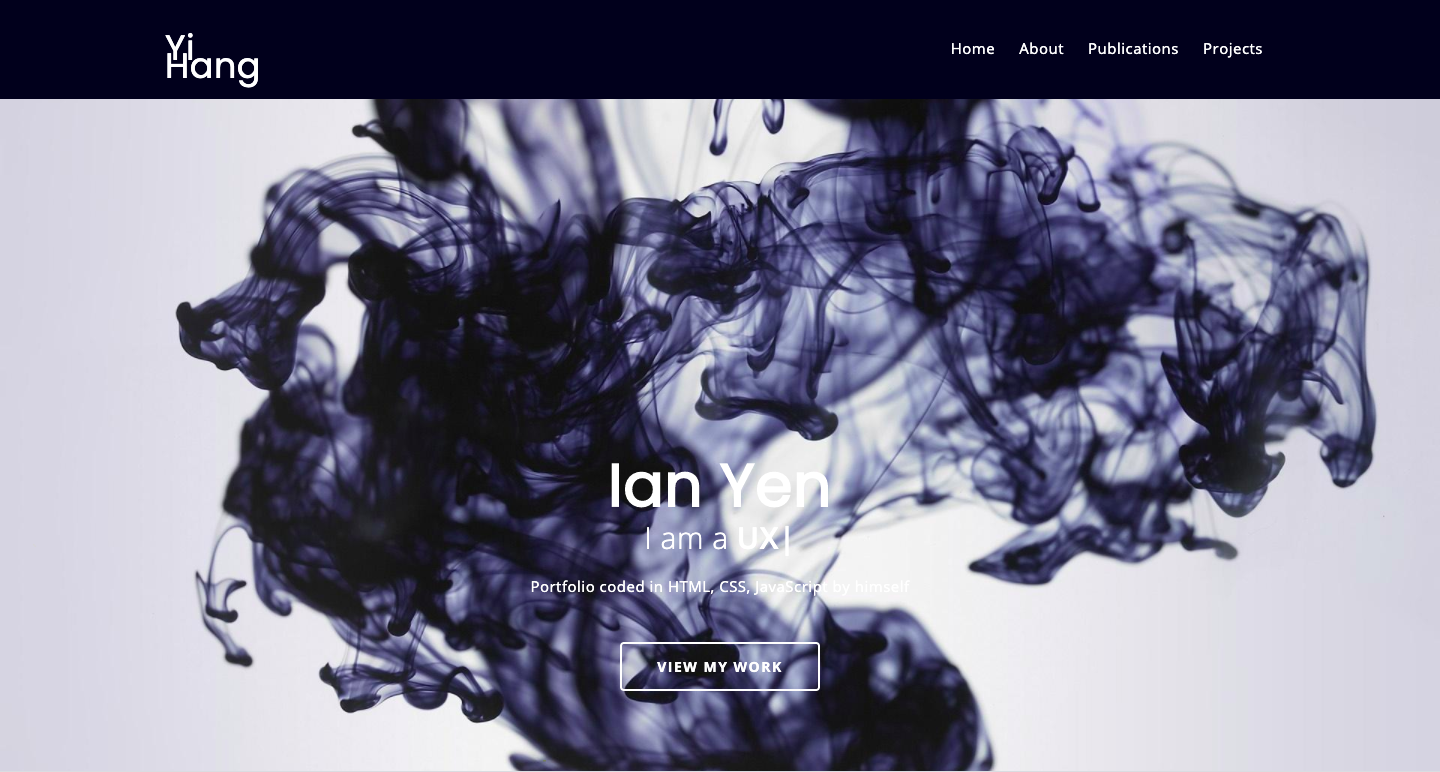 Yi
Hang
Home About Publications Projects
Ian Yen
I am a UX|
Portfolio coded in HTML, CSS, JavaScript by himself
VIEW MY WORK